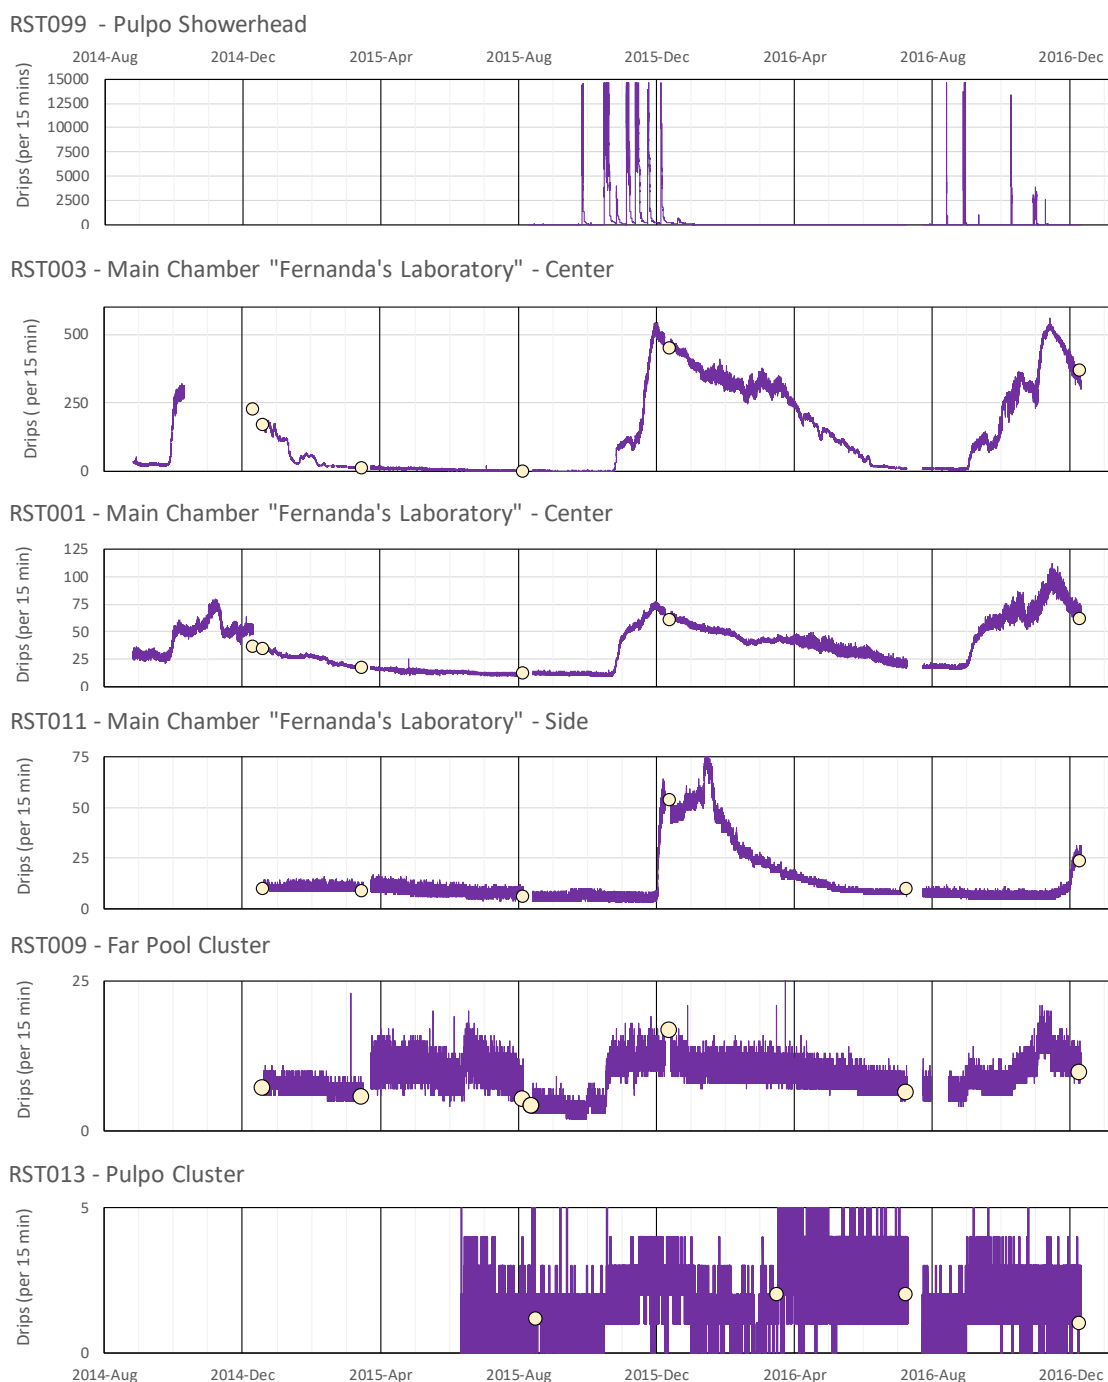 RST099 - Pulpo Showerhead
2014-Aug 2014-Dec 2015-Apr 2015-Aug 2015-Dec 2016-Apr 2016-Aug 2016-Dec
Drips (per 15 mins)
15000
12500
10000
7500
5000
2500
0
RST003 - Main Chamber "Fernanda's Laboratory" - Center
Drips ( per 15 min)
500
250
0
RST001 - Main Chamber "Fernanda's Laboratory" - Center
Drips (per 15 min)
125
100
75
50
25
0
RST011 - Main Chamber "Fernanda's Laboratory" - Side
Drips (per 15 min)
75
50
25
0
RST009 - Far Pool Cluster
Drips (per 15 min)
25
0
RST013 - Pulpo Cluster
Drips (per 15 min)
5
0
2014-Aug 2014-Dec 2015-Apr 2015-Aug 2015-Dec 2016-Apr 2016-Aug 2016-Dec